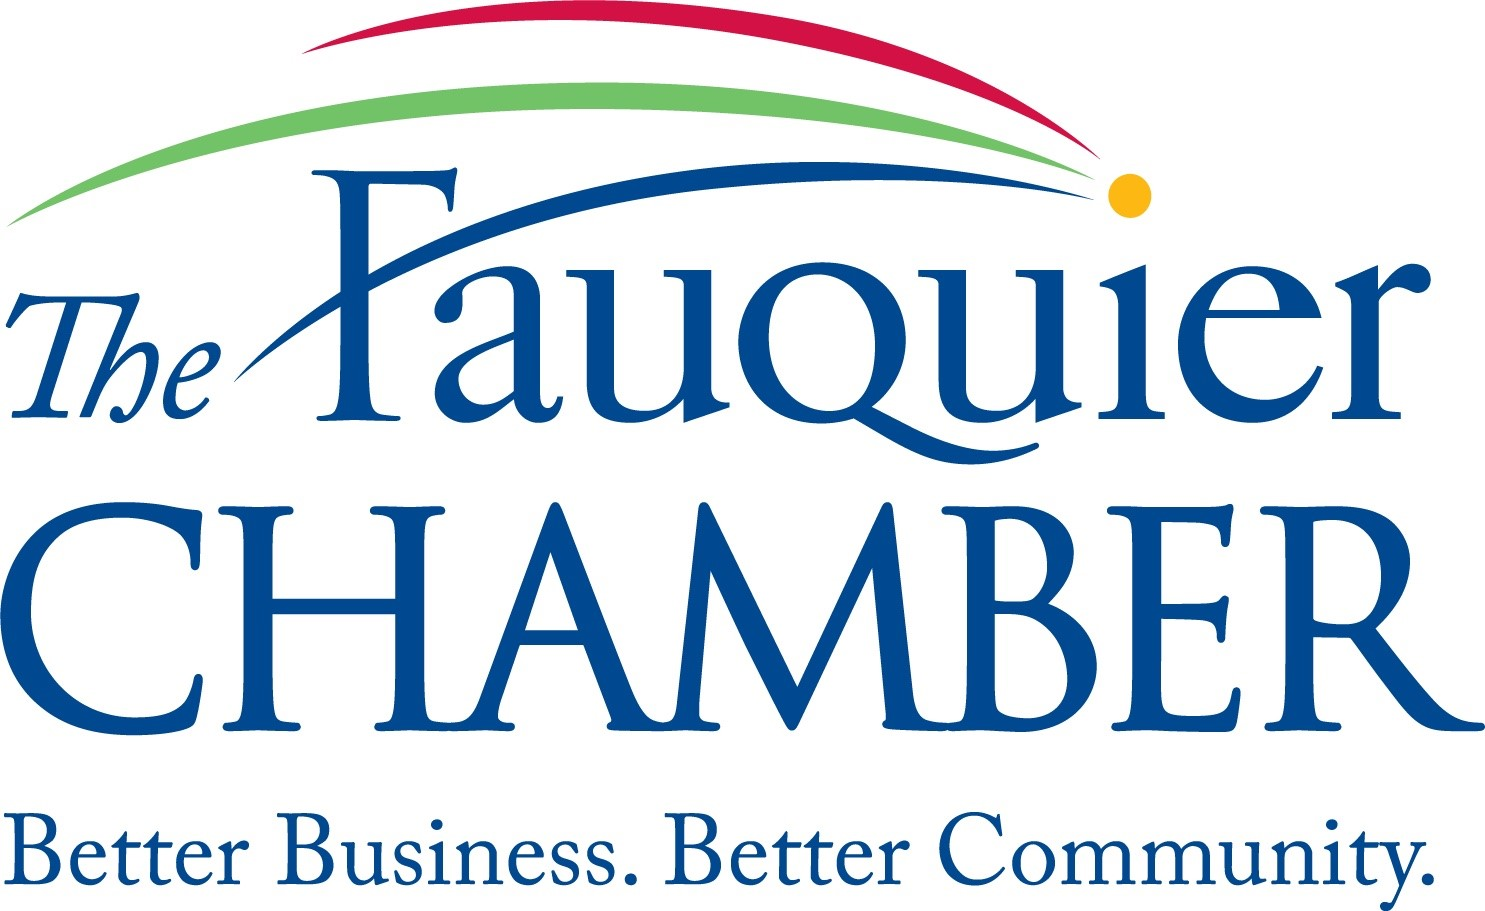 The Fauquier
CHAMBER
Better Business. Better Community.